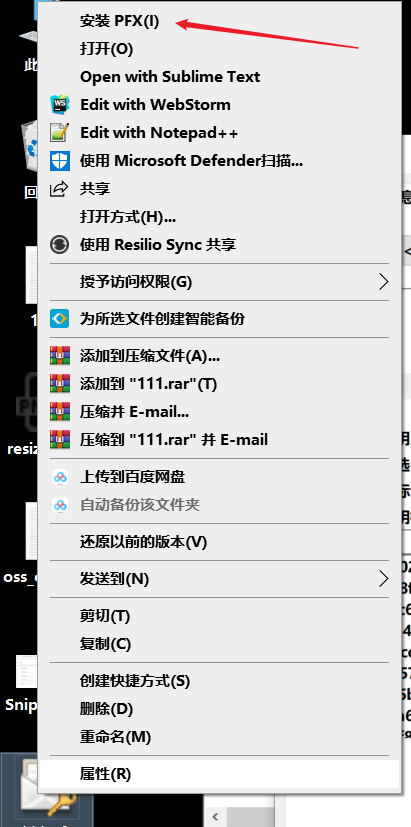 安装 PFX(I)
打开(O)
此
Open with Sublime Text
Edit with WebStorm
Edit with Notepad++
使用 Microsoft Defender扫描...
共享
回
打开方式(H)...
使用 Resilio Sync 共享
授予访问权限(G)
为所选文件创建智能备份
1
添加到压缩文件(A)...
添加到 "111.rar"(T)
压缩并 E-mail...
压缩到 "111.rar" 并 E-mail
resiz
上传到百度网盘
自动备份该文件夹
还原以前的版本(V)
发送到(N)
oss_
剪切(T)
复制(C)
创建快捷方式(S)
Snip
删除(D)
重命名(M)
属性(R)